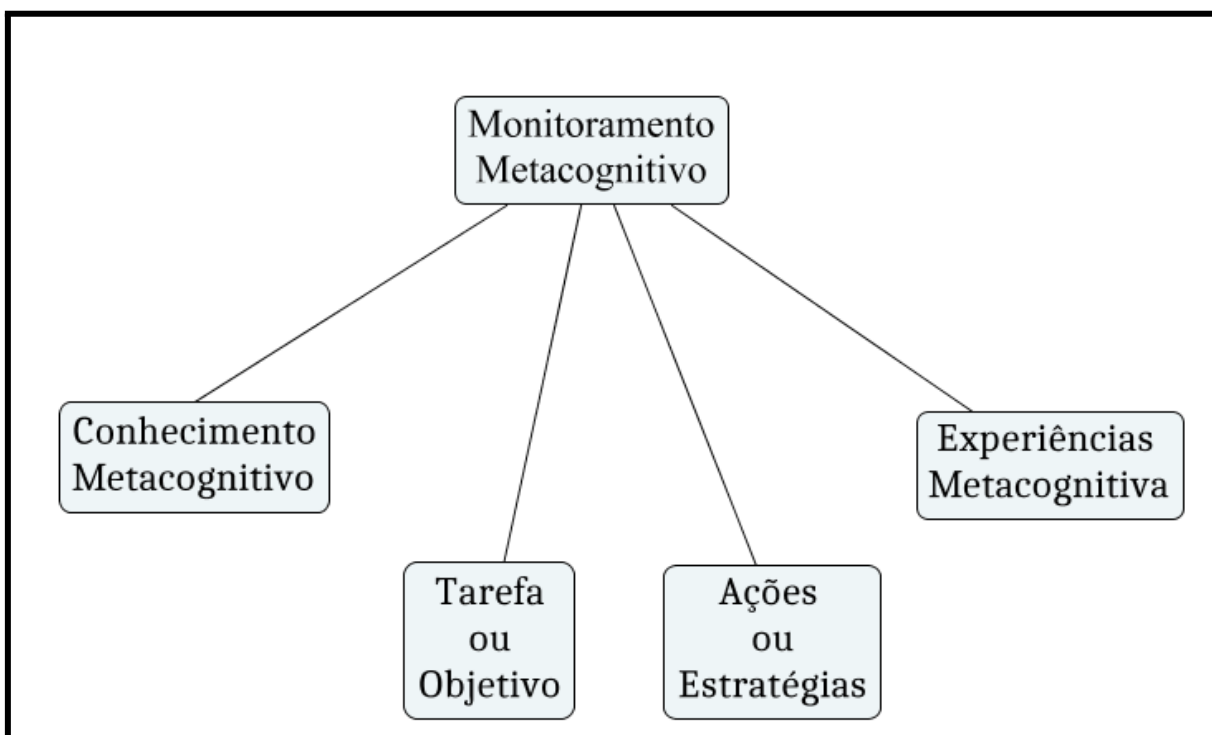 Monitoramento
Metacognitivo
Conhecimento
Metacognitivo
Experiências
Metacognitiva
Tarefa
ou
Objetivo
Ações
ou
Estratégias